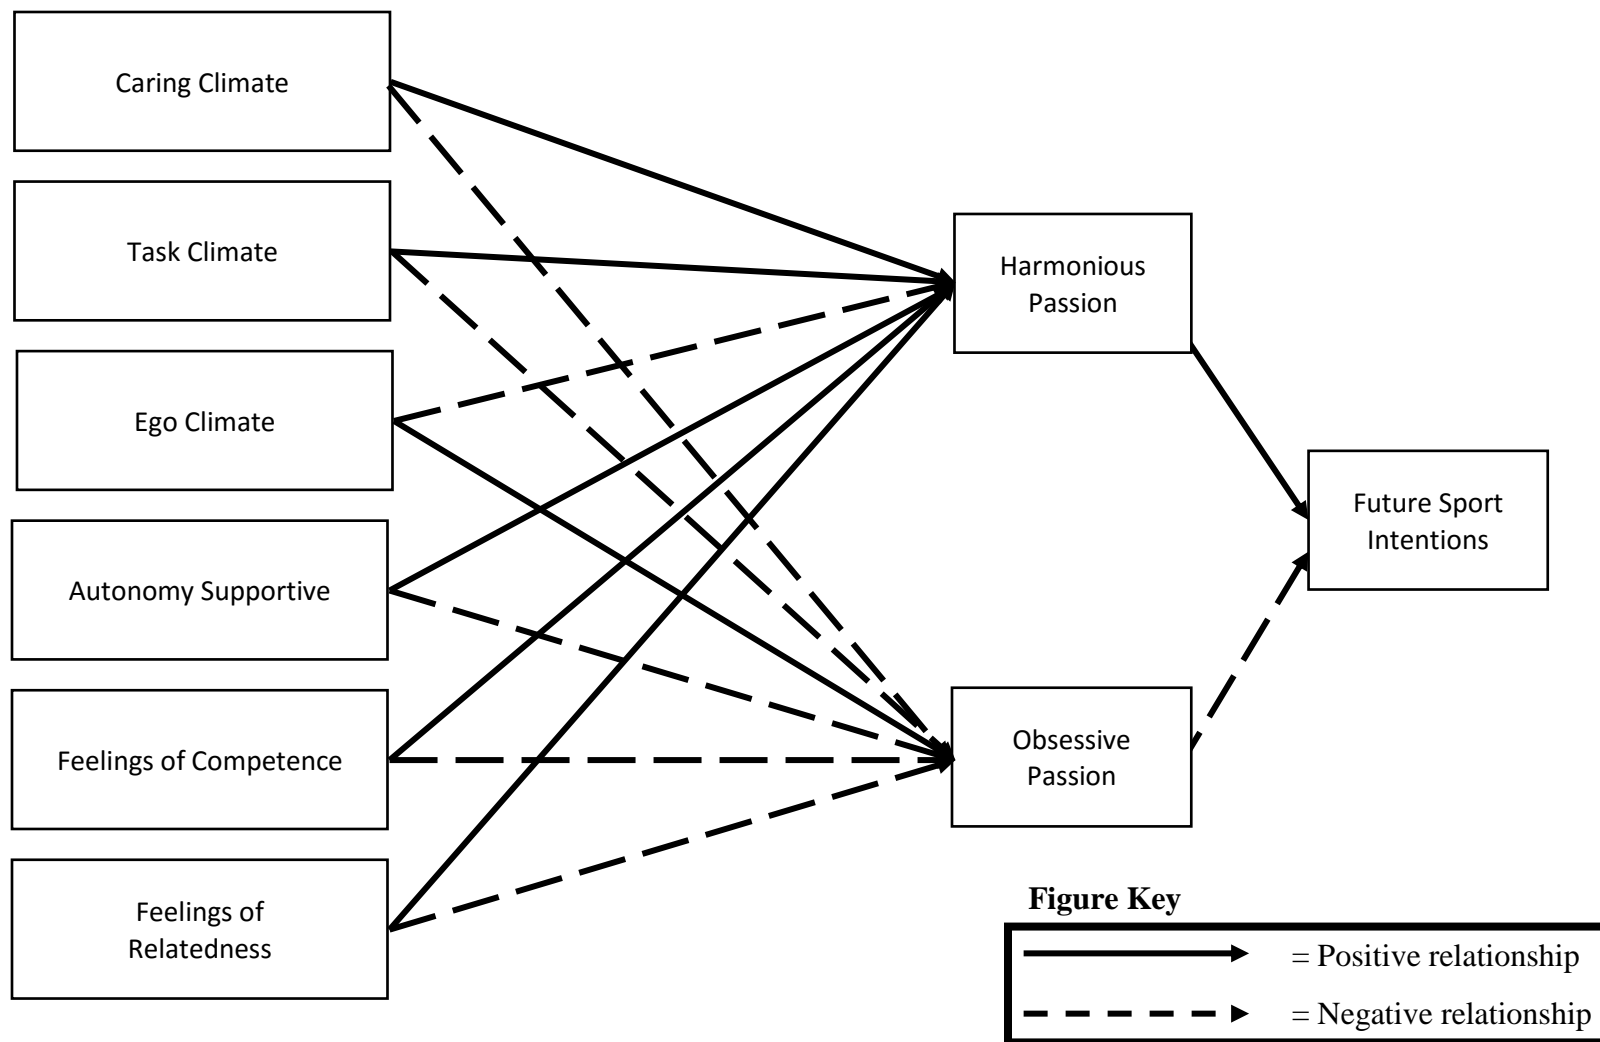 Caring Climate
Task Climate
Ego Climate
Autonomy Supportive
Feelings of Competence
Feelings of
Relatedness
Harmonious
Passion
Obsessive
Passion
Future Sport
Intentions
Figure Key
= Positive relationship
= Negative relationship